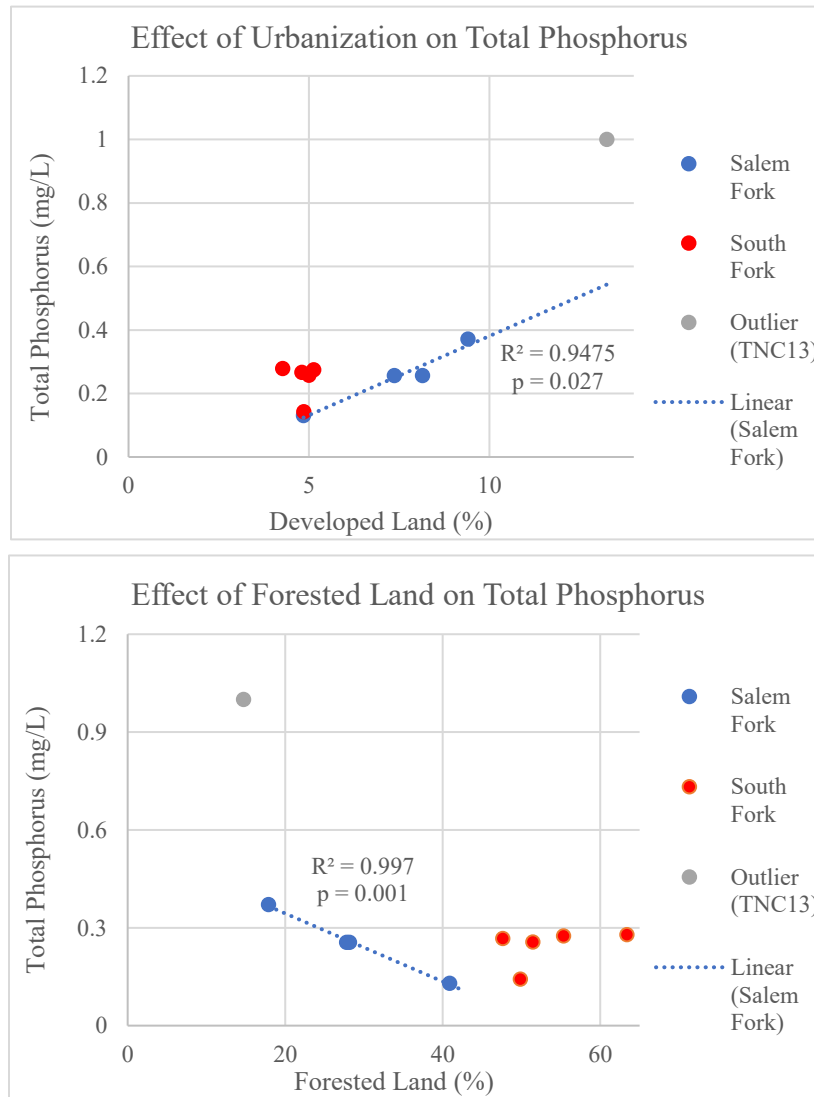 Effect of Urbanization on Total Phosphorus
Total Phosphorus (mg/L)
1.2
1
0.8
0.6
0.4
0.2
0
0
5
10
Developed Land (%)
R² = 0.9475
p = 0.027
Salem
Fork
South
Fork
Outlier
(TNC13)
Linear
(Salem
Fork)
Effect of Forested Land on Total Phosphorus
Total Phosphorus (mg/L)
1.2
0.9
0.6
0.3
0
0
20
40
60
Forested Land (%)
R² = 0.997
p = 0.001
Salem
Fork
South
Fork
Outlier
(TNC13)
Linear
(Salem
Fork)